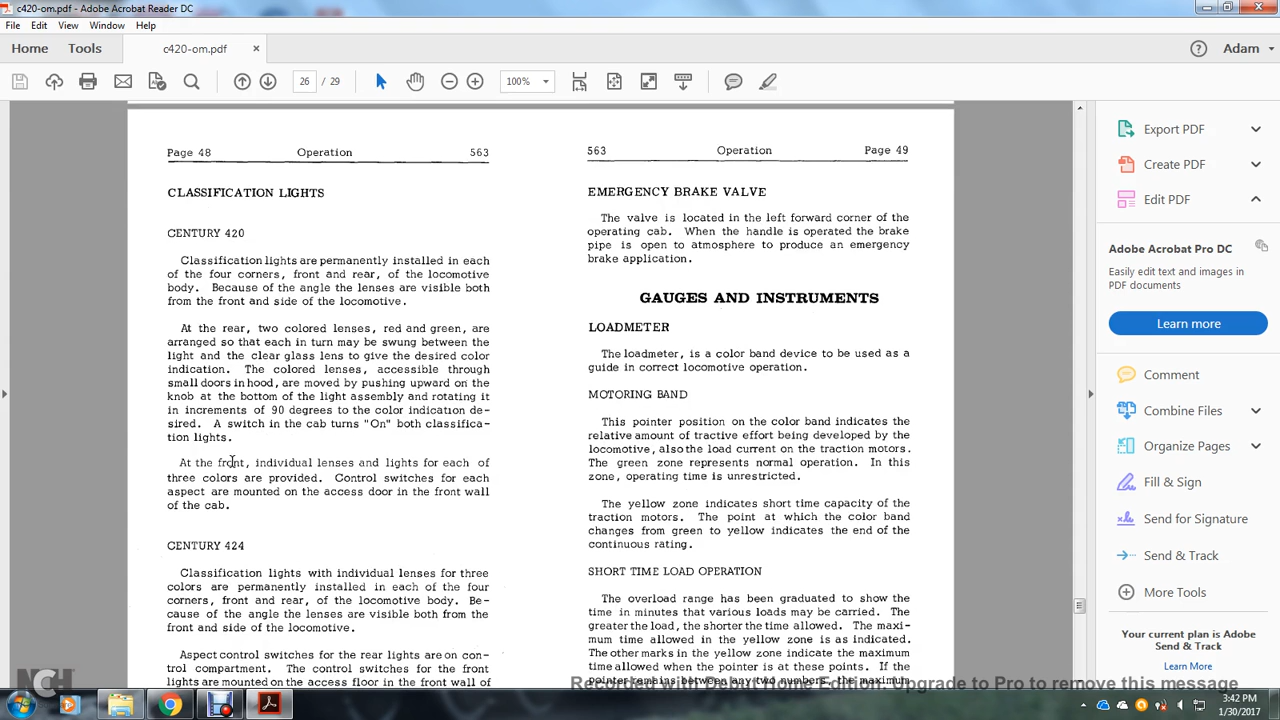 c420-om.pdf - Adobe Acrobat Reader DC
File Edit View Window Help
Home Tools c420-om.pdf × Adam
26 / 29 100%
Page 48 Operation 563
CLASSIFICATION LIGHTS
CENTURY 420
Classification lights are permanently installed in each
of the four corners, front and rear, of the locomotive
body. Because of the angle the lenses are visible both
from the front and side of the locomotive.
At the rear, two colored lenses, red and green, are
arranged so that each in turn may be swung between the
light and the clear glass lens to give the desired color
indication. The colored lenses, accessible through
small doors in hood, are moved by pushing upward on the
knob at the bottom of the light assembly and rotating it
in increments of 90 degrees to the color indication de-
sired. A switch in the cab turns "On" both classifica-
tion lights.
At the front, individual lenses and lights for each of
three colors are provided. Control switches for each
aspect are mounted on the access door in the front wall
of the cab.
CENTURY 424
Classification lights with individual lenses for three
colors are permanently installed in each of the four
corners, front and rear, of the locomotive body. Be-
cause of the angle the lenses are visible both from the
front and side of the locomotive.
Aspect control switches for the rear lights are on con-
trol compartment. The control switches for the front
lights are mounted on the access floor in the front wall of
563 Operation Page 49
EMERGENCY BRAKE VALVE
The valve is located in the left forward corner of the
operating cab. When the handle is operated the brake
pipe is open to atmosphere to produce an emergency
brake application.
GAUGES AND INSTRUMENTS
LOADMETER
The loadmeter, is a color band device to be used as a
guide in correct locomotive operation.
MOTORING BAND
This pointer position on the color band indicates the
relative amount of tractive effort being developed by the
locomotive, also the load current on the traction motors.
The green zone represents normal operation. In this
zone, operating time is unrestricted.
The yellow zone indicates short time capacity of the
traction motors. The point at which the color band
changes from green to yellow indicates the end of the
continuous rating.
SHORT TIME LOAD OPERATION
The overload range has been graduated to show the
time in minutes that various loads may be carried. The
greater the load, the shorter the time allowed. The maxi-
mum time allowed in the yellow zone is as indicated.
The other marks in the yellow zone indicate the maximum
time allowed when the pointer is at these points. If the
pointer remains between any two numbers, the maximum
Export PDF
Create PDF
Edit PDF
Adobe Acrobat Pro DC
Easily edit text and images in
PDF documents
Learn more
Comment
Combine Files
Organize Pages
Fill & Sign
Send for Signature
Send & Track
More Tools
Your current plan is Adobe
Send for Signature
Learn More
NCH
3:42 PM
1/30/2017